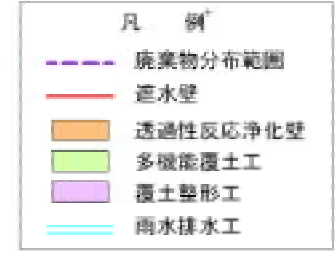 凡 例
廃棄物分布範囲
遮水壁
透過性反応浄化壁
多機能覆土工
覆土整形工
雨水排水工